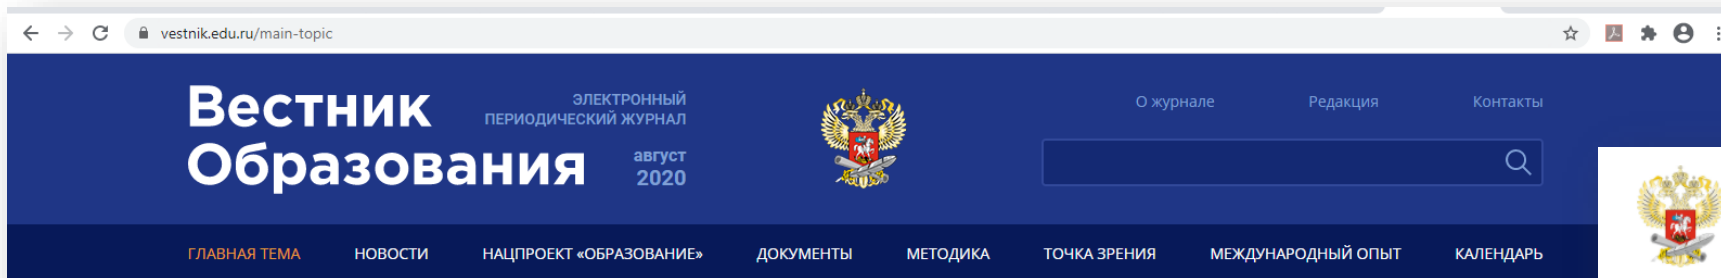 vestnik.edu.ru/main-topic
Вестник
Образования
ЭЛЕКТРОННЫЙ
ПЕРИОДИЧЕСКИЙ ЖУРНАЛ
август
2020
О журнале Редакция Контакты
ГЛАВНАЯ ТЕМА НОВОСТИ НАЦПРОЕКТ «ОБРАЗОВАНИЕ» ДОКУМЕНТЫ МЕТОДИКА ТОЧКА ЗРЕНИЯ МЕЖДУНАРОДНЫЙ ОПЫТ КАЛЕНДАРЬ